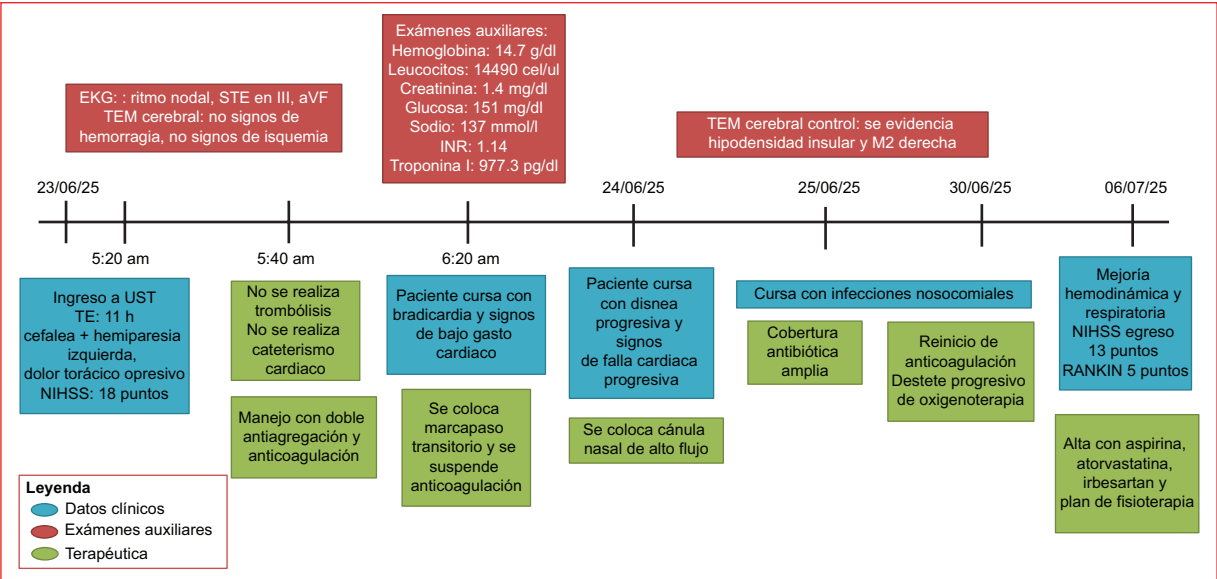 EKG: : ritmo nodal, STE en III, aVF
TEM cerebral: no signos de
hemorragia, no signos de isquemia
Exámenes auxiliares:
Hemoglobina: 14.7 g/dl
Leucocitos: 14490 cel/ul
Creatinina: 1.4 mg/dl
Glucosa: 151 mg/dl
Sodio: 137 mmol/l
INR: 1.14
Troponina I: 977.3 pg/dl
TEM cerebral control: se evidencia
hipodensidad insular y M2 derecha
23/06/25
24/06/25
25/06/25
30/06/25
06/07/25
5:20 am
5:40 am
6:20 am
Ingreso a UST
TE: 11 h
cefalea + hemiparesia
izquierda,
dolor torácico opresivo
NIHSS: 18 puntos
No se realiza
trombólisis
No se realiza
cateterismo
cardiaco
Manejo con doble
antiagregación y
anticoagulación
Paciente cursa con
bradicardia y signos
de bajo gasto
cardiaco
Se coloca
marcapaso
transitorio y se
suspende
anticoagulación
Paciente cursa
con disnea
progresiva y
signos
de falla cardiaca
progresiva
Se coloca cánula
nasal de alto flujo
Cursa con infecciones nosocomiales
Cobertura
antibiótica
amplia
Reinicio de
anticoagulación
Destete progresivo
de oxigenoterapia
Mejoría
hemodinámica y
respiratoria
NIHSS egreso
13 puntos
RANKIN 5 puntos
Alta con aspirina,
atorvastatina,
irbesartan y
plan de fisioterapia
Leyenda
Datos clínicos
Exámenes auxiliares
Terapéutica